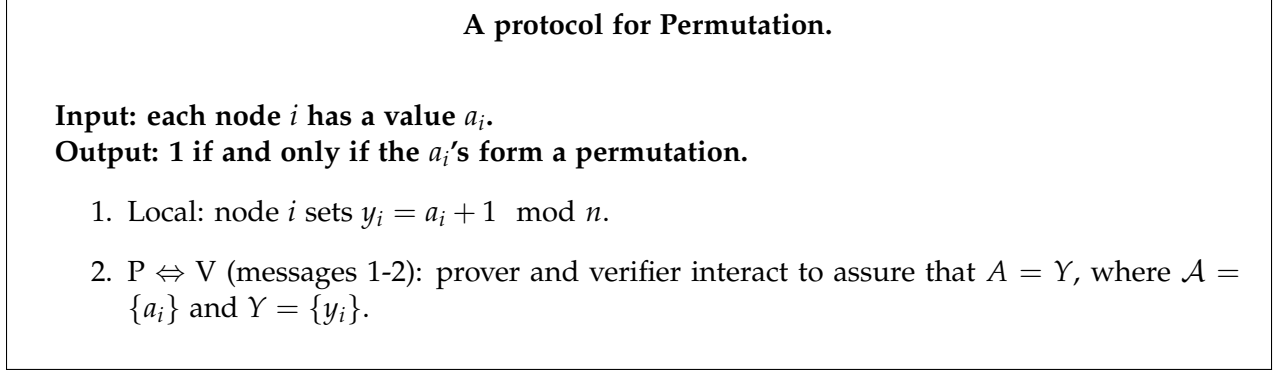 A protocol for Permutation.
Input: each node i has a value aᵢ.
Output: 1 if and only if the aᵢ's form a permutation.
1. Local: node i sets yᵢ = aᵢ + 1 mod n.
2. P ⇔ V (messages 1-2): prover and verifier interact to assure that A = Y, where 𝒜 =
{aᵢ} and Y = {yᵢ}.